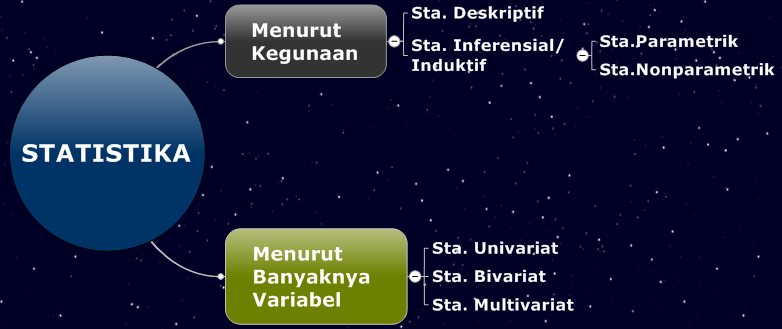 STATISTIKA
Menurut
Kegunaan
Sta. Deskriptif
Sta. Inferensial/
Induktif
Sta.Parametrik
Sta.Nonparametrik
Menurut
Banyaknya
Variabel
Sta. Univariat
Sta. Bivariat
Sta. Multivariat